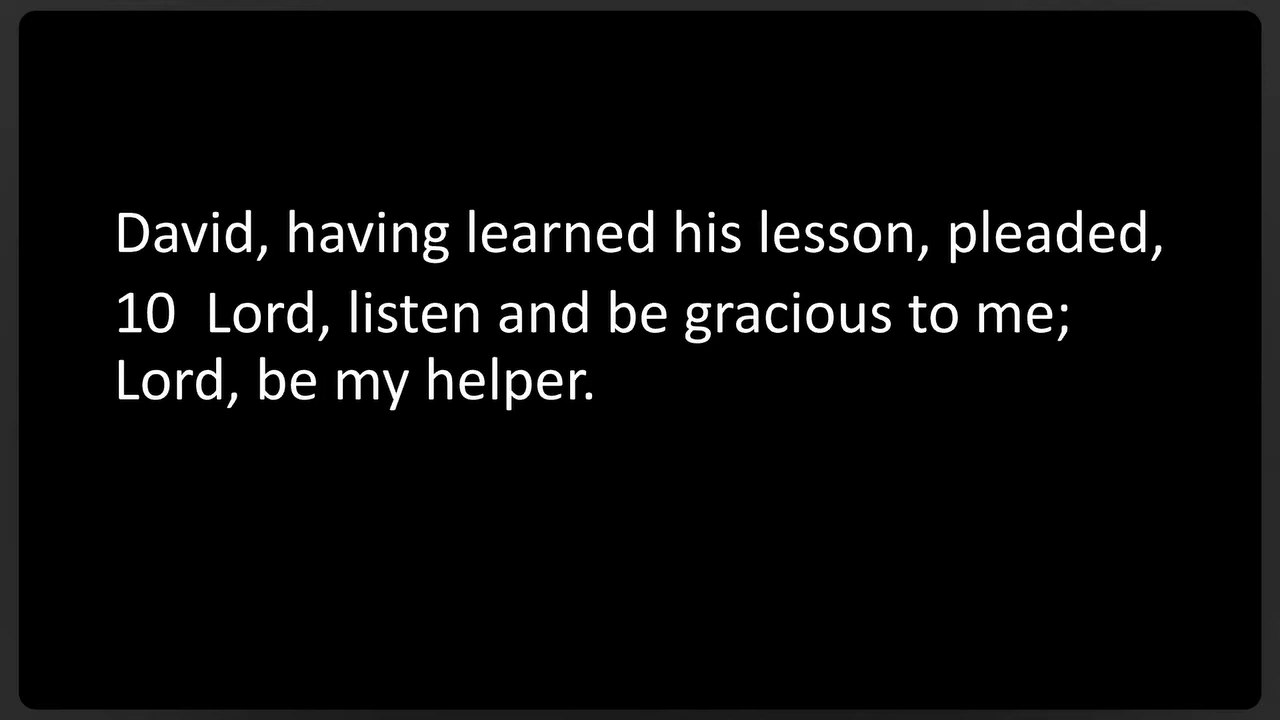 David, having learned his lesson, pleaded,
10  Lord, listen and be gracious to me;
Lord, be my helper.